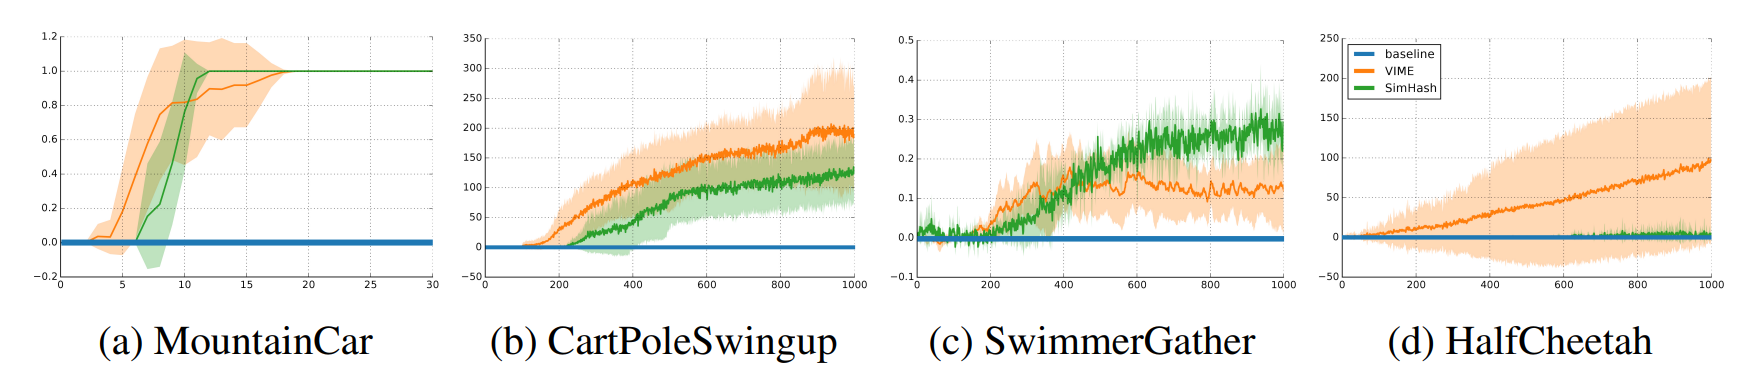 1.2
1.0
0.8
0.6
0.4
0.2
0.0
−0.2
0 5 10 15 20 25 30
(a) MountainCar
350
300
250
200
150
100
50
0
−50
0 200 400 600 800 1000
(b) CartPoleSwingup
0.5
0.4
0.3
0.2
0.1
0.0
−0.1
0 200 400 600 800 1000
(c) SwimmerGather
250
200
150
100
50
0
−50
0 200 400 600 800 1000
baseline
VIME
SimHash
(d) HalfCheetah